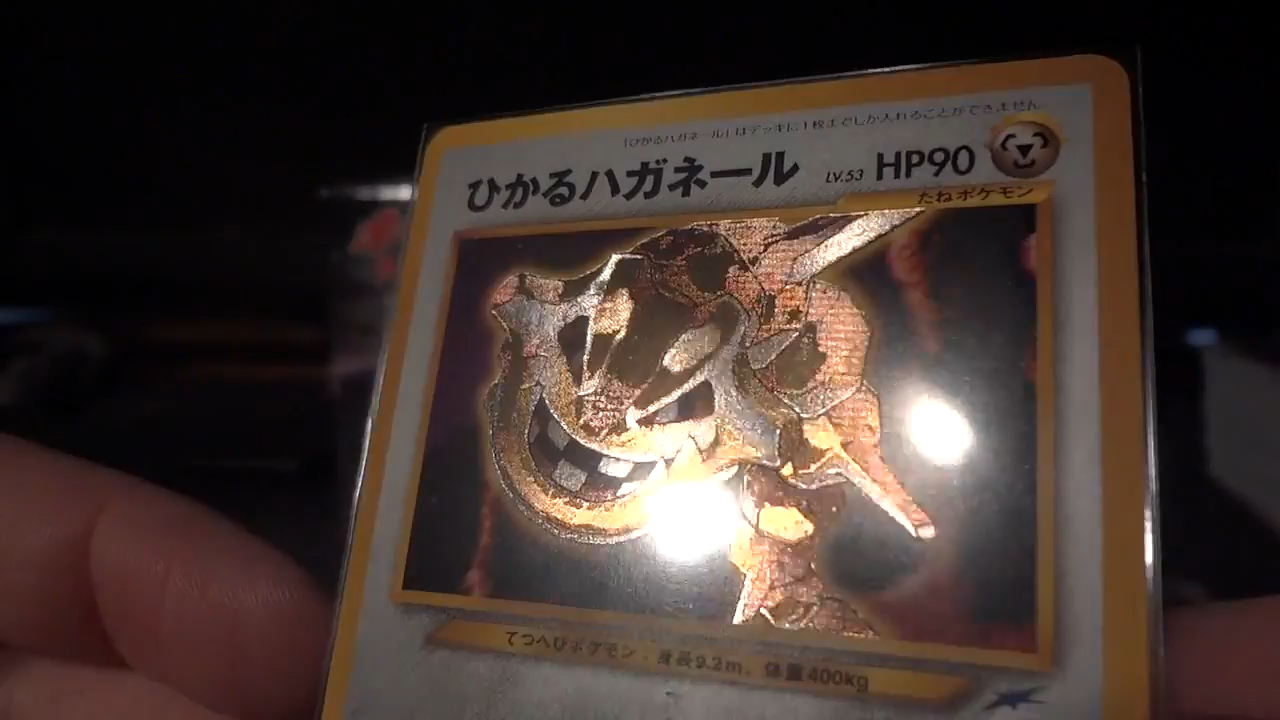 「ひかるハガネール」はデッキに1枚までしか入れることができません。
ひかるハガネール LV.53 HP90
たねポケモン
てつへびポケモン 身長9.2m、体重400kg